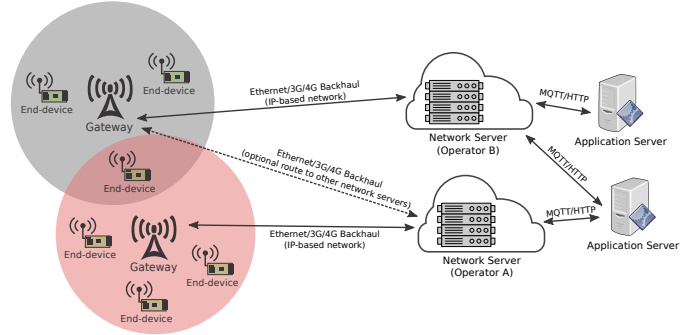 End-device
End-device
Gateway
End-device
End-device
Gateway
End-device
End-device
Ethernet/3G/4G Backhaul
(IP-based network)
Ethernet/3G/4G Backhaul
(optional route to other network servers)
Ethernet/3G/4G Backhaul
(IP-based network)
Network Server
(Operator B)
Network Server
(Operator A)
MQTT/HTTP
MQTT/HTTP
MQTT/HTTP
Application Server
Application Server